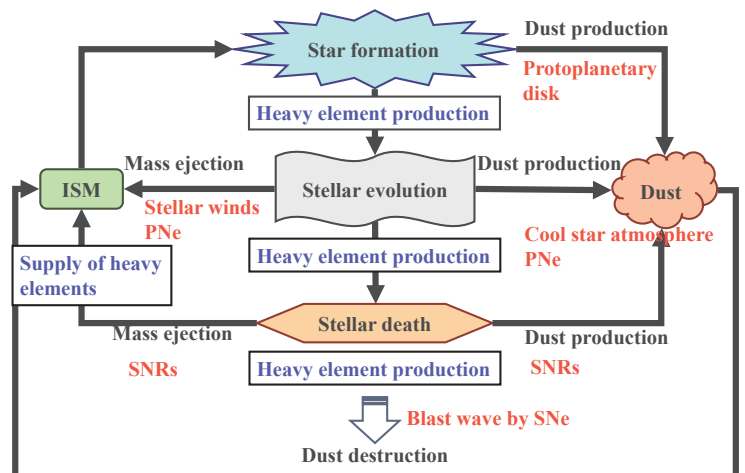 Dust production
Star formation
Protoplanetary
disk
Heavy element production
Mass ejection
Dust production
ISM
Stellar evolution
Dust
Stellar winds
PNe
Cool star atmosphere
PNe
Supply of heavy
elements
Heavy element production
Stellar death
Mass ejection
Dust production
SNRs
Heavy element production
SNRs
Blast wave by SNe
Dust destruction